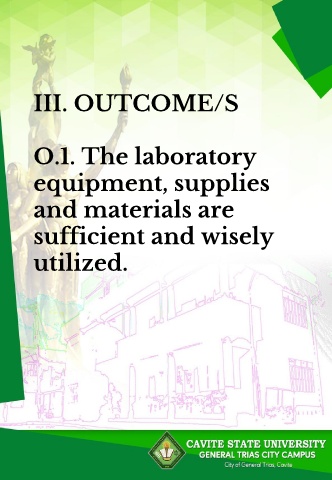 III. OUTCOME/S
O.1. The laboratory
equipment, supplies
and materials are
sufficient and wisely
utilized.
CAVITE STATE UNIVERSITY
GENERAL TRIAS CITY CAMPUS
City of General Trias, Cavite